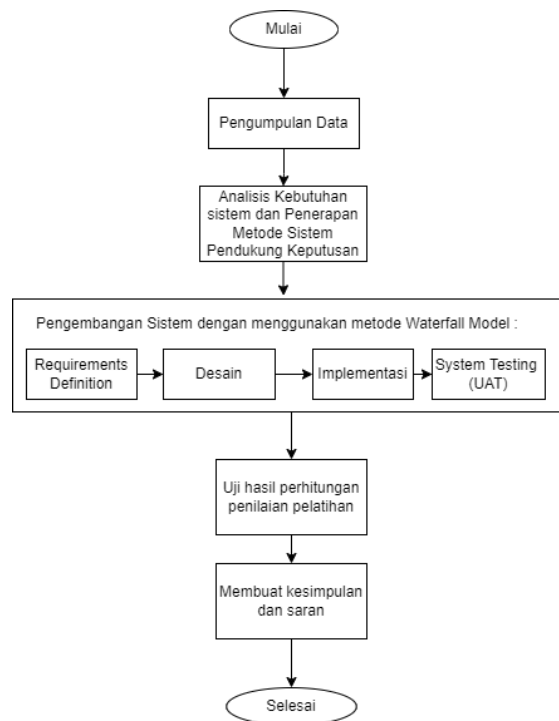 Mulai
Pengumpulan Data
Analisis Kebutuhan
sistem dan Penerapan
Metode Sistem
Pendukung Keputusan
Pengembangan Sistem dengan menggunakan metode Waterfall Model :
Requirements
Definition
Desain
Implementasi
System Testing
(UAT)
Uji hasil perhitungan
penilaian pelatihan
Membuat kesimpulan
dan saran
Selesai